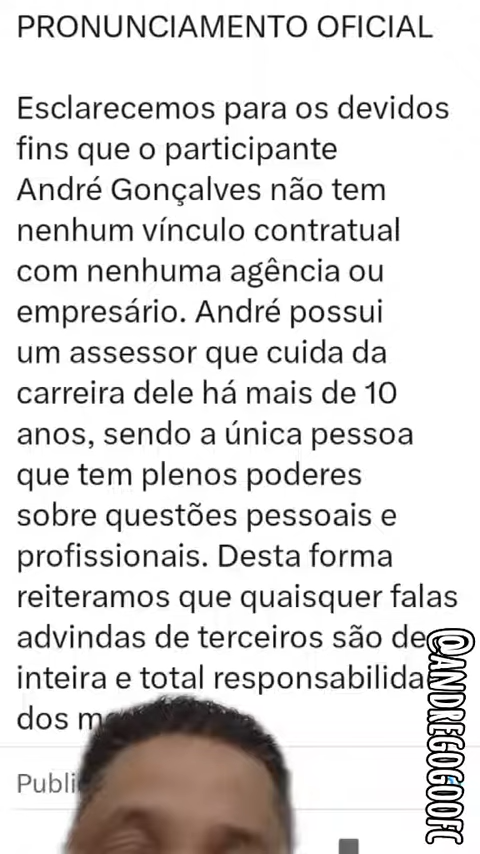 PRONUNCIAMENTO OFICIAL
Esclarecemos para os devidos
fins que o participante
André Gonçalves não tem
nenhum vínculo contratual
com nenhuma agência ou
empresário. André possui
um assessor que cuida da
carreira dele há mais de 10
anos, sendo a única pessoa
que tem plenos poderes
sobre questões pessoais e
profissionais. Desta forma
reiteramos que quaisquer falas
advindas de terceiros são de
inteira e total
dos
@ANDREGOGOOFC